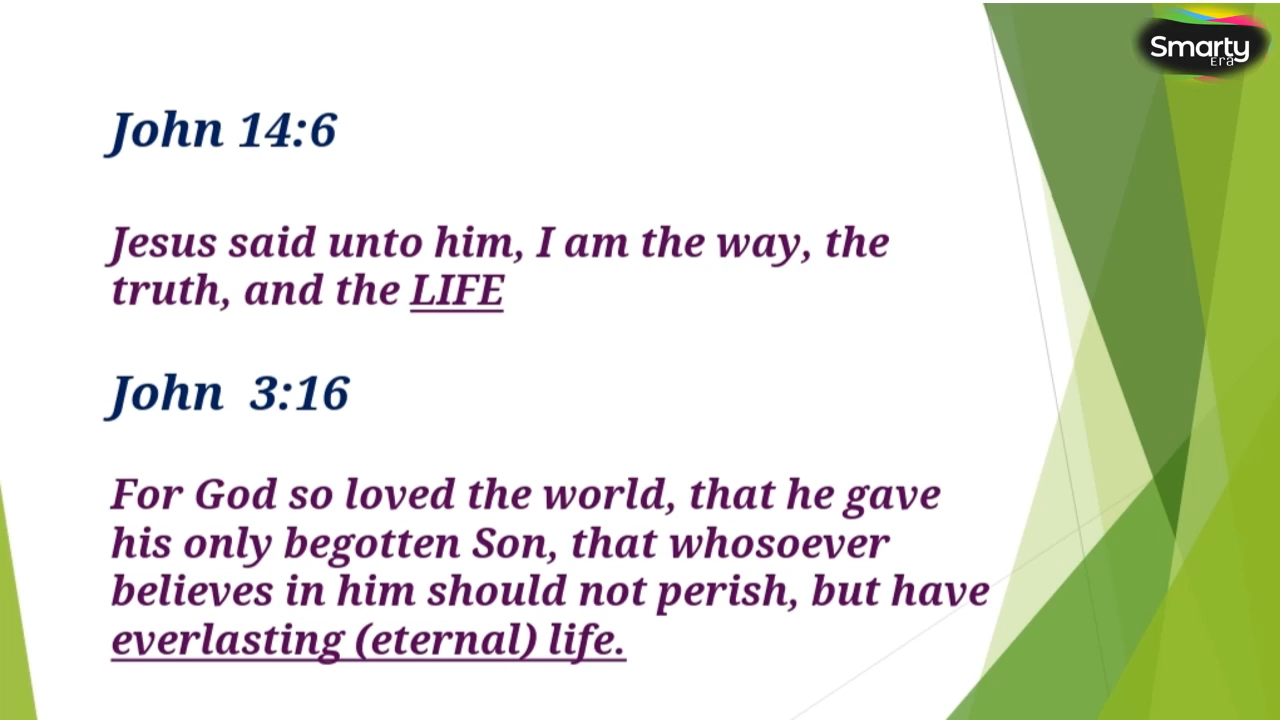 Smarty
Era
John 14:6
Jesus said unto him, I am the way, the
truth, and the LIFE
John  3:16
For God so loved the world, that he gave
his only begotten Son, that whosoever
believes in him should not perish, but have
everlasting (eternal) life.